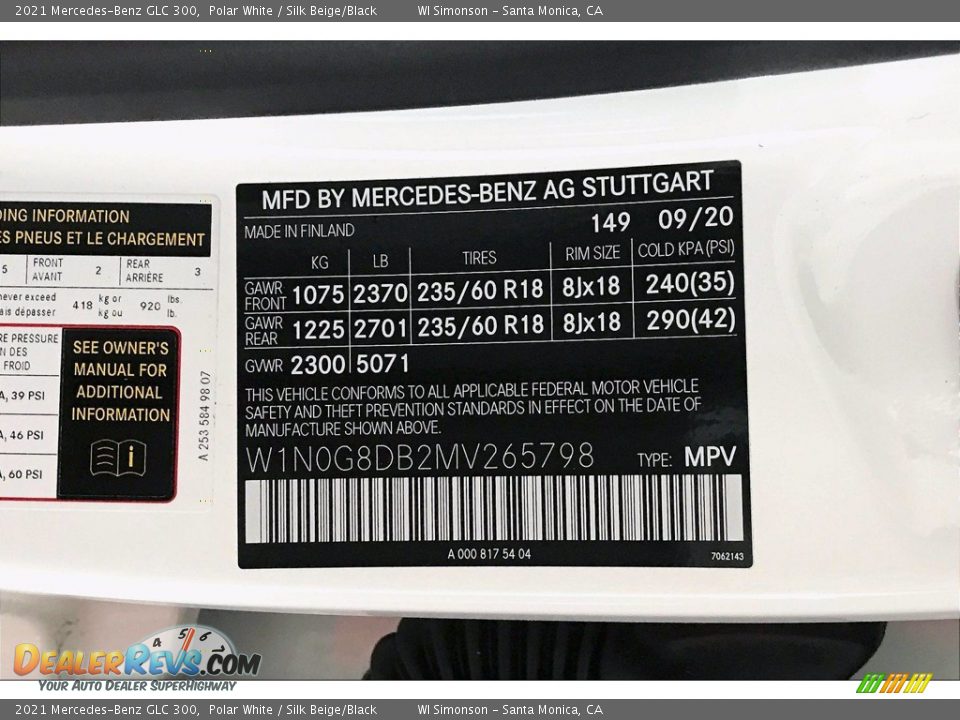 2021 Mercedes-Benz GLC 300, Polar White / Silk Beige/Black WI Simonson - Santa Monica, CA
DING INFORMATION
ES PNEUS ET LE CHARGEMENT
5 FRONT AVANT 2 REAR ARRIÈRE 3
never exceed 418 kg or 920 lbs.
ais dépasser kg ou lb.
RE PRESSURE
N DES
FROID
A, 39 PSI
A, 46 PSI
A, 60 PSI
SEE OWNER'S
MANUAL FOR
ADDITIONAL
INFORMATION
i
A 253 584 98 07
MFD BY MERCEDES-BENZ AG STUTTGART
MADE IN FINLAND 149 09/20
KG LB TIRES RIM SIZE COLD KPA(PSI)
GAWR FRONT 1075 2370 235/60 R18 8Jx18 240(35)
GAWR REAR 1225 2701 235/60 R18 8Jx18 290(42)
GVWR 2300 5071
THIS VEHICLE CONFORMS TO ALL APPLICABLE FEDERAL MOTOR VEHICLE
SAFETY AND THEFT PREVENTION STANDARDS IN EFFECT ON THE DATE OF
MANUFACTURE SHOWN ABOVE.
W1N0G8DB2MV265798 TYPE: MPV
A 000 817 54 04 7062143
4 5 6
DEALERREVS.COM
YOUR AUTO DEALER SUPERHIGHWAY
2021 Mercedes-Benz GLC 300, Polar White / Silk Beige/Black WI Simonson - Santa Monica, CA